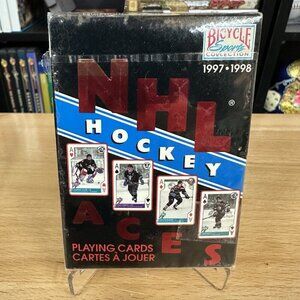 BICYCLE
Sports
COLLECTION
1997 • 1998
NHL®
HOCKEY
ACES
PLAYING CARDS
CARTES À JOUER